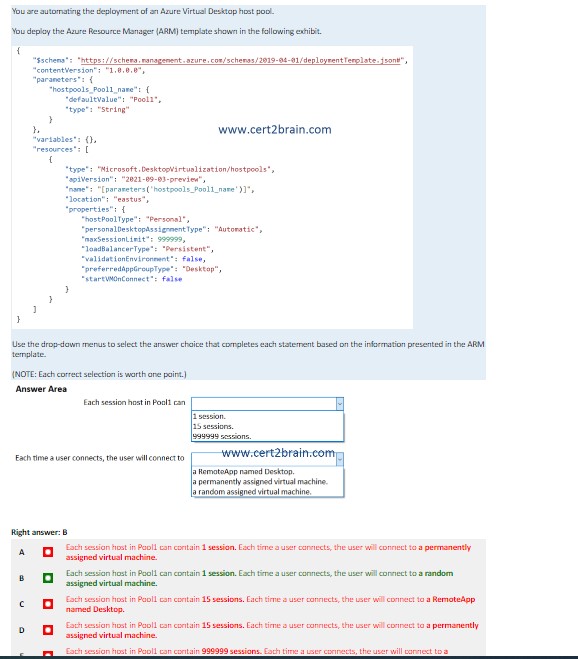 You are automating the deployment of an Azure Virtual Desktop host pool.
You deploy the Azure Resource Manager (ARM) template shown in the following exhibit.
{
"$schema": "https://schema.management.azure.com/schemas/2019-04-01/deploymentTemplate.json#",
"contentVersion": "1.0.0.0",
"parameters": {
"hostpools_Pool1_name": {
"defaultValue": "Pool1",
"type": "String"
}
www.cert2brain.com
},
"variables": {},
"resources": [
{
"type": "Microsoft.DesktopVirtualization/hostpools",
"apiVersion": "2021-09-03-preview",
"name": "[parameters('hostpools_Pool1_name')]",
"location": "eastus",
"properties": {
"hostPoolType": "Personal",
"personalDesktopAssignmentType": "Automatic",
"maxSessionLimit": 999999,
"loadBalancerType": "Persistent",
"validationEnvironment": false,
"preferredAppGroupType": "Desktop",
"startVMOnConnect": false
}
}
]
}
Use the drop-down menus to select the answer choice that completes each statement based on the information presented in the ARM
template.
(NOTE: Each correct selection is worth one point.)
Answer Area
Each session host in Pool1 can
1 session.
15 sessions.
999999 sessions.
www.cert2brain.com
Each time a user connects, the user will connect to
a RemoteApp named Desktop.
a permanently assigned virtual machine.
a random assigned virtual machine.
Right answer: B
A Each session host in Pool1 can contain 1 session. Each time a user connects, the user will connect to a permanently
assigned virtual machine.
B Each session host in Pool1 can contain 1 session. Each time a user connects, the user will connect to a random
assigned virtual machine.
C Each session host in Pool1 can contain 15 sessions. Each time a user connects, the user will connect to a RemoteApp
named Desktop.
D Each session host in Pool1 can contain 15 sessions. Each time a user connects, the user will connect to a permanently
assigned virtual machine.
E Each session host in Pool1 can contain 999999 sessions. Each time a user connects, the user will connect to a